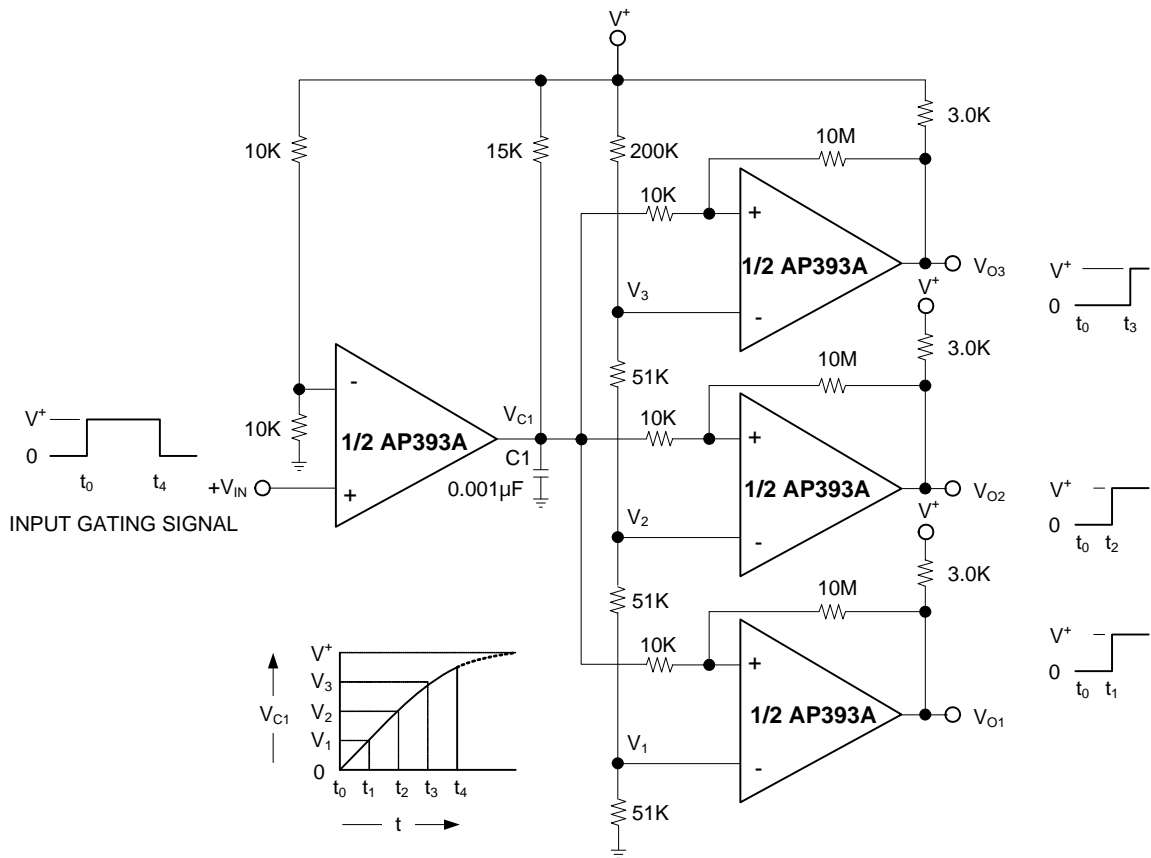 V+
10K
15K
200K
10M
3.0K
10K
+
1/2 AP393A
-
V3
VO3
V+
0
t0 t3
V+
3.0K
51K
10M
10K
+
1/2 AP393A
-
V2
VO2
V+
0
t0 t2
V+
3.0K
10K
-
1/2 AP393A
+
VC1
C1
0.001µF
V+
0
t0 t4
+VIN
INPUT GATING SIGNAL
51K
10M
10K
+
1/2 AP393A
-
V1
VO1
V+
0
t0 t1
51K
V+
V3
V2
V1
0
VC1
t0 t1 t2 t3 t4
t